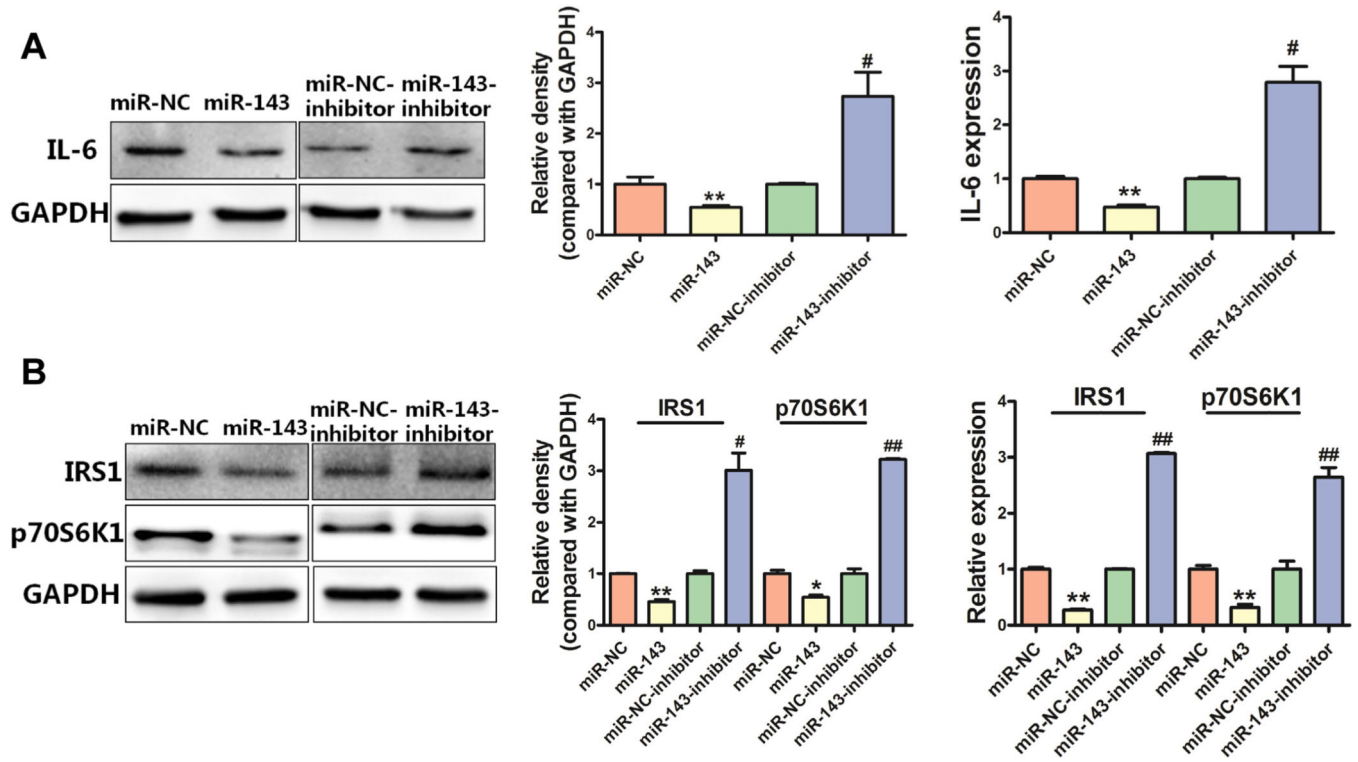 A
miR-NC miR-143 miR-NC-inhibitor miR-143-inhibitor
IL-6
GAPDH
Relative density
(compared with GAPDH)
4
3
2
1
0
**
#
miR-NC
miR-143
miR-NC-inhibitor
miR-143-inhibitor
IL-6 expression
4
3
2
1
0
**
#
miR-NC
miR-143
miR-NC-inhibitor
miR-143-inhibitor
B
miR-NC miR-143 miR-NC-inhibitor miR-143-inhibitor
IRS1
p70S6K1
GAPDH
Relative density
(compared with GAPDH)
4
3
2
1
0
IRS1 p70S6K1
**
#
*
##
miR-NC
miR-143
miR-NC-inhibitor
miR-143-inhibitor
miR-NC
miR-143
miR-NC-inhibitor
miR-143-inhibitor
Relative expression
4
3
2
1
0
IRS1 p70S6K1
**
##
**
##
miR-NC
miR-143
miR-NC-inhibitor
miR-143-inhibitor
miR-NC
miR-143
miR-NC-inhibitor
miR-143-inhibitor